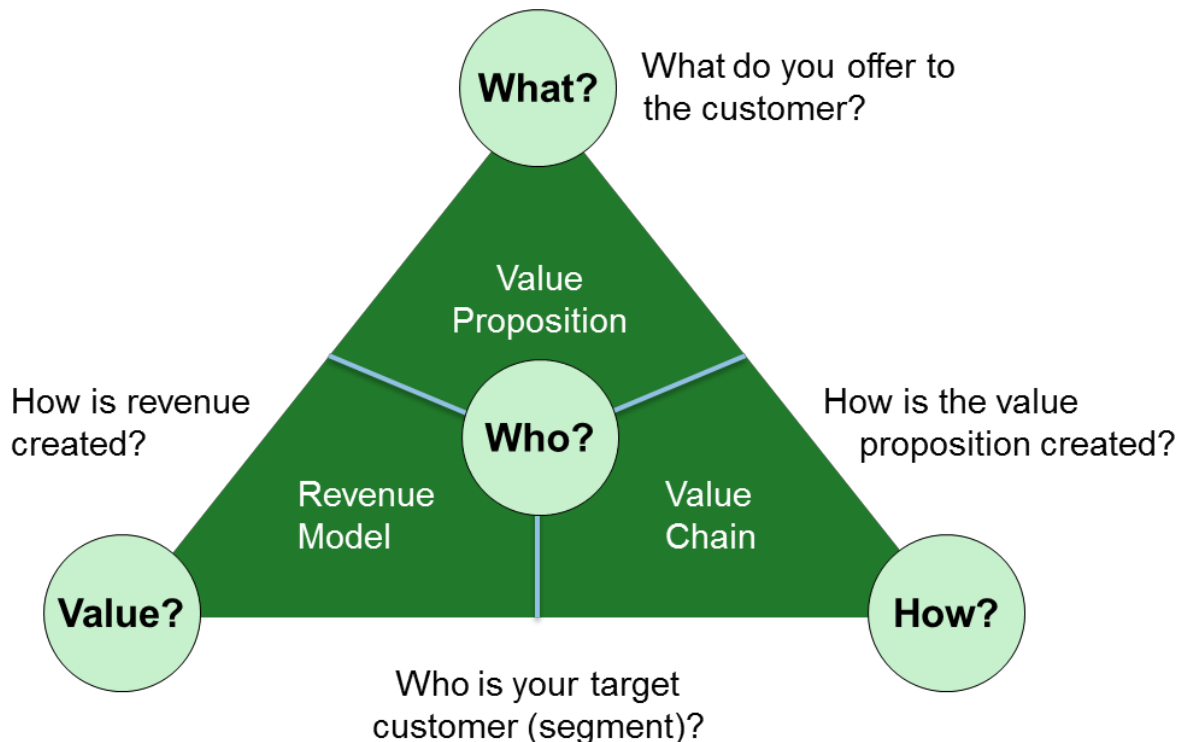 What?
What do you offer to
the customer?
Value
Proposition
How is revenue
created?
Who?
How is the value
proposition created?
Revenue
Model
Value
Chain
Value?
How?
Who is your target
customer (segment)?